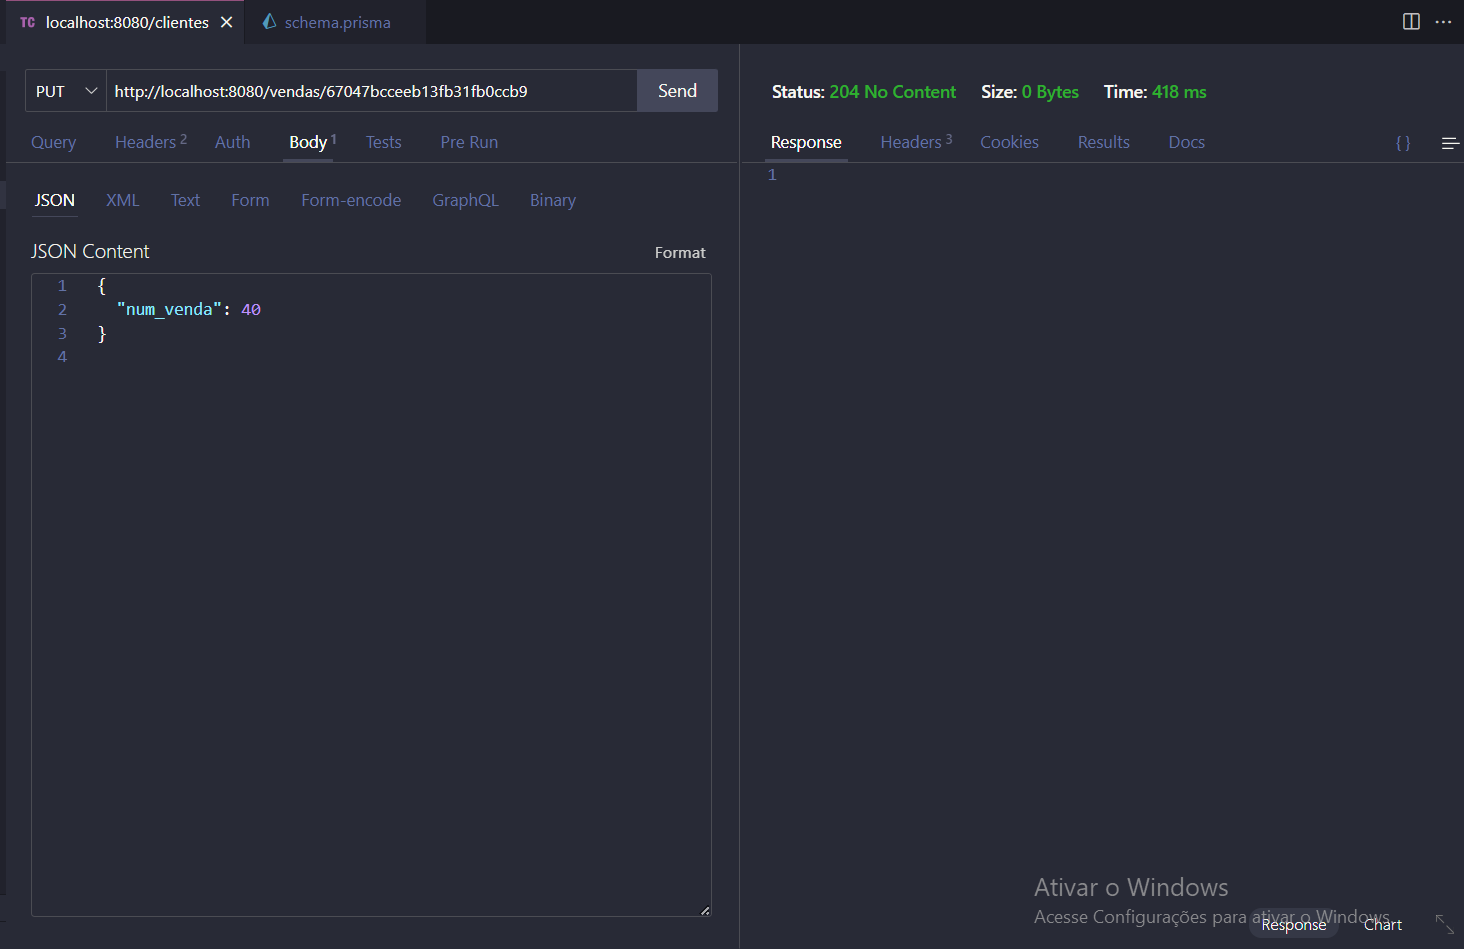 TC localhost:8080/clientes
schema.prisma
PUT http://localhost:8080/vendas/67047bcceeb13fb31fb0ccb9 Send
Query Headers 2 Auth Body 1 Tests Pre Run
JSON XML Text Form Form-encode GraphQL Binary
JSON Content Format
1 {
2 "num_venda": 40
3 }
4
Status: 204 No Content Size: 0 Bytes Time: 418 ms
Response Headers 3 Cookies Results Docs { }
1
Ativar o Windows
Acesse Configurações para ativar o Windows.
Response Chart